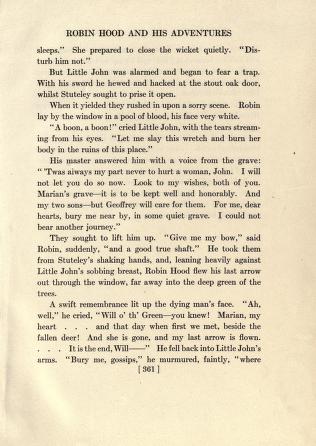 ROBIN HOOD AND HIS ADVENTURES
sleeps." She prepared to close the wicket quietly. "Dis-
turb him not."
But Little John was alarmed and began to fear a trap.
With his sword he hewed and hacked at the stout oak door,
whilst Stuteley sought to prise it open.
When it yielded they rushed in upon a sorry scene. Robin
lay by the window in a pool of blood, his face very white.
"A boon, a boon!" cried Little John, with the tears stream-
ing from his eyes. "Let me slay this wretch and burn her
body in the ruins of this place."
His master answered him with a voice from the grave:
"'Twas always my part never to hurt a woman, John. I will
not let you do so now. Look to my wishes, both of you.
Marian's grave—it is to be kept well and honorably. And
my two sons—but Geoffrey will care for them. For me, dear
hearts, bury me near by, in some quiet grave. I could not
bear another journey."
They sought to lift him up. "Give me my bow," said
Robin, suddenly, "and a good true shaft." He took them
from Stuteley's shaking hands, and, leaning heavily against
Little John's sobbing breast, Robin Hood flew his last arrow
out through the window, far away into the deep green of the
trees.
A swift remembrance lit up the dying man's face. "Ah,
well," he cried, "Will o' th' Green—you knew! Marian, my
heart . . . and that day when first we met, beside the
fallen deer! And she is gone, and my last arrow is flown.
. . . It is the end, Will——" He fell back into Little John's
arms. "Bury me, gossips," he murmured, faintly, "where
[ 361 ]